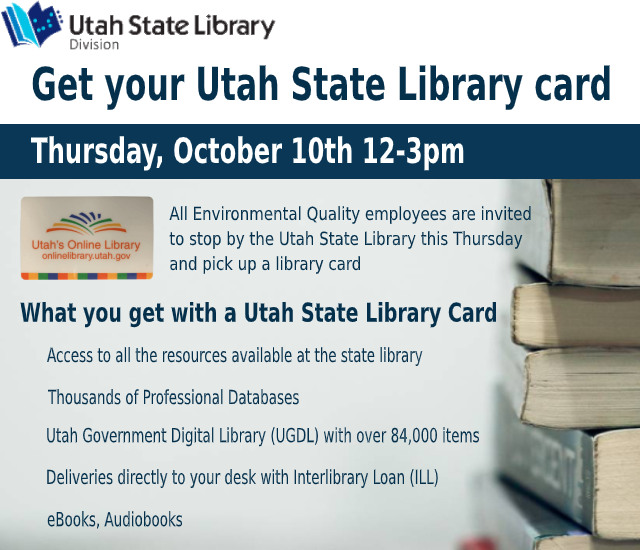 Utah State Library
Division
Get your Utah State Library card
Thursday, October 10th 12-3pm
Utah's Online Library
onlinelibrary.utah.gov
All Environmental Quality employees are invited
to stop by the Utah State Library this Thursday
and pick up a library card
What you get with a Utah State Library Card
Access to all the resources available at the state library
Thousands of Professional Databases
Utah Government Digital Library (UGDL) with over 84,000 items
Deliveries directly to your desk with Interlibrary Loan (ILL)
eBooks, Audiobooks